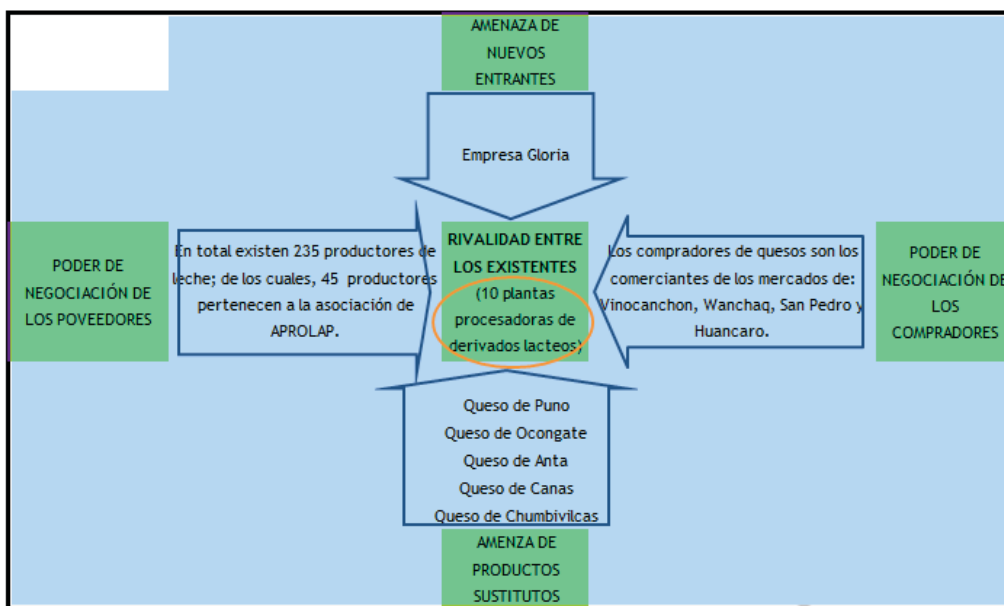 AMENAZA DE
NUEVOS
ENTRANTES
Empresa Gloria
PODER DE
NEGOCIACIÓN DE
LOS POVEEDORES
En total existen 235 productores de
leche; de los cuales, 45 productores
pertenecen a la asociación de
APROLAP.
RIVALIDAD ENTRE
LOS EXISTENTES
(10 plantas
procesadoras de
derivados lacteos)
Los compradores de quesos son los
comerciantes de los mercados de:
Vinocanchon, Wanchaq, San Pedro y
Huancaro.
PODER DE
NEGOCIACIÓN DE
LOS
COMPRADORES
Queso de Puno
Queso de Ocongate
Queso de Anta
Queso de Canas
Queso de Chumbivilcas
AMENZA DE
PRODUCTOS
SUSTITUTOS